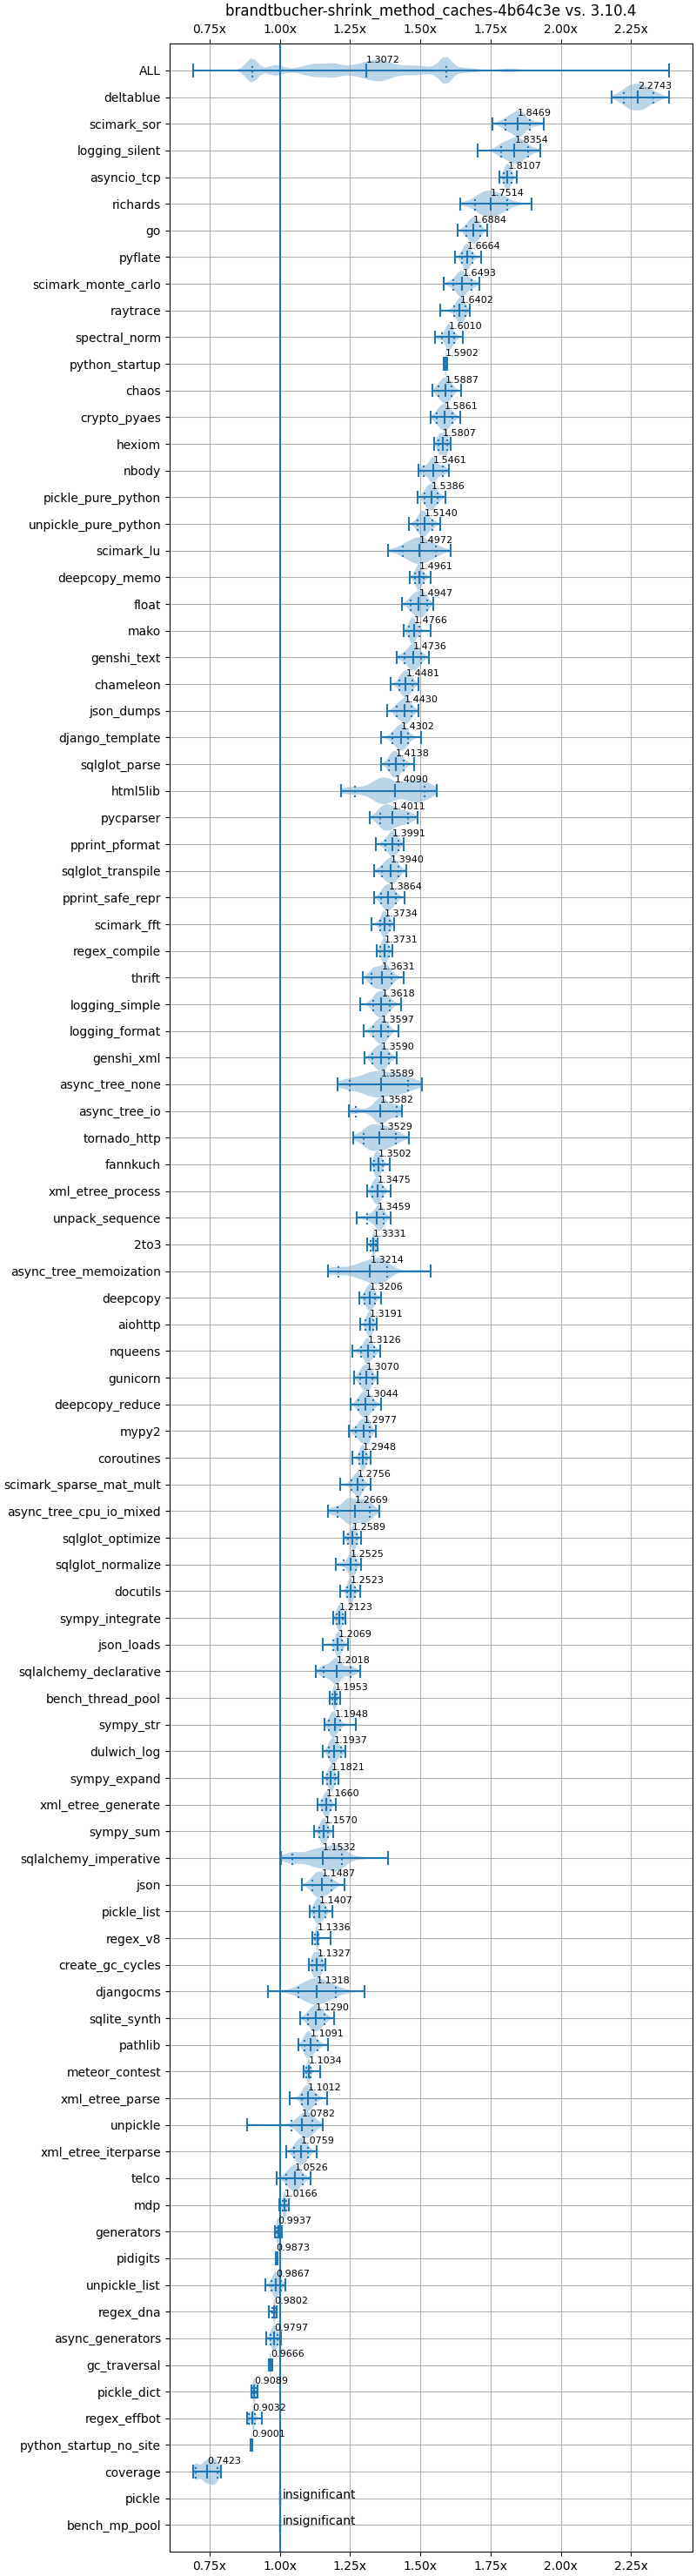 brandtbucher-shrink_method_caches-4b64c3e vs. 3.10.4
0.75x 1.00x 1.25x 1.50x 1.75x 2.00x 2.25x
ALL 1.3072
deltablue 2.2743
scimark_sor 1.8469
logging_silent 1.8354
asyncio_tcp 1.8107
richards 1.7514
go 1.6884
pyflate 1.6664
scimark_monte_carlo 1.6493
raytrace 1.6402
spectral_norm 1.6010
python_startup 1.5902
chaos 1.5887
crypto_pyaes 1.5861
hexiom 1.5807
nbody 1.5461
pickle_pure_python 1.5386
unpickle_pure_python 1.5140
scimark_lu 1.4972
deepcopy_memo 1.4961
float 1.4947
mako 1.4766
genshi_text 1.4736
chameleon 1.4481
json_dumps 1.4430
django_template 1.4302
sqlglot_parse 1.4138
html5lib 1.4090
pycparser 1.4011
pprint_pformat 1.3991
sqlglot_transpile 1.3940
pprint_safe_repr 1.3864
scimark_fft 1.3734
regex_compile 1.3731
thrift 1.3631
logging_simple 1.3618
logging_format 1.3597
genshi_xml 1.3590
async_tree_none 1.3589
async_tree_io 1.3582
tornado_http 1.3529
fannkuch 1.3502
xml_etree_process 1.3475
unpack_sequence 1.3459
2to3 1.3331
async_tree_memoization 1.3214
deepcopy 1.3206
aiohttp 1.3191
nqueens 1.3126
gunicorn 1.3070
deepcopy_reduce 1.3044
mypy2 1.2977
coroutines 1.2948
scimark_sparse_mat_mult 1.2756
async_tree_cpu_io_mixed 1.2669
sqlglot_optimize 1.2589
sqlglot_normalize 1.2525
docutils 1.2523
sympy_integrate 1.2123
json_loads 1.2069
sqlalchemy_declarative 1.2018
bench_thread_pool 1.1953
sympy_str 1.1948
dulwich_log 1.1937
sympy_expand 1.1821
xml_etree_generate 1.1660
sympy_sum 1.1570
sqlalchemy_imperative 1.1532
json 1.1487
pickle_list 1.1407
regex_v8 1.1336
create_gc_cycles 1.1327
djangocms 1.1318
sqlite_synth 1.1290
pathlib 1.1091
meteor_contest 1.1034
xml_etree_parse 1.1012
unpickle 1.0782
xml_etree_iterparse 1.0759
telco 1.0526
mdp 1.0166
generators 0.9937
pidigits 0.9873
unpickle_list 0.9867
regex_dna 0.9802
async_generators 0.9797
gc_traversal 0.9666
pickle_dict 0.9089
regex_effbot 0.9032
python_startup_no_site 0.9001
coverage 0.7423
pickle insignificant
bench_mp_pool insignificant
0.75x 1.00x 1.25x 1.50x 1.75x 2.00x 2.25x